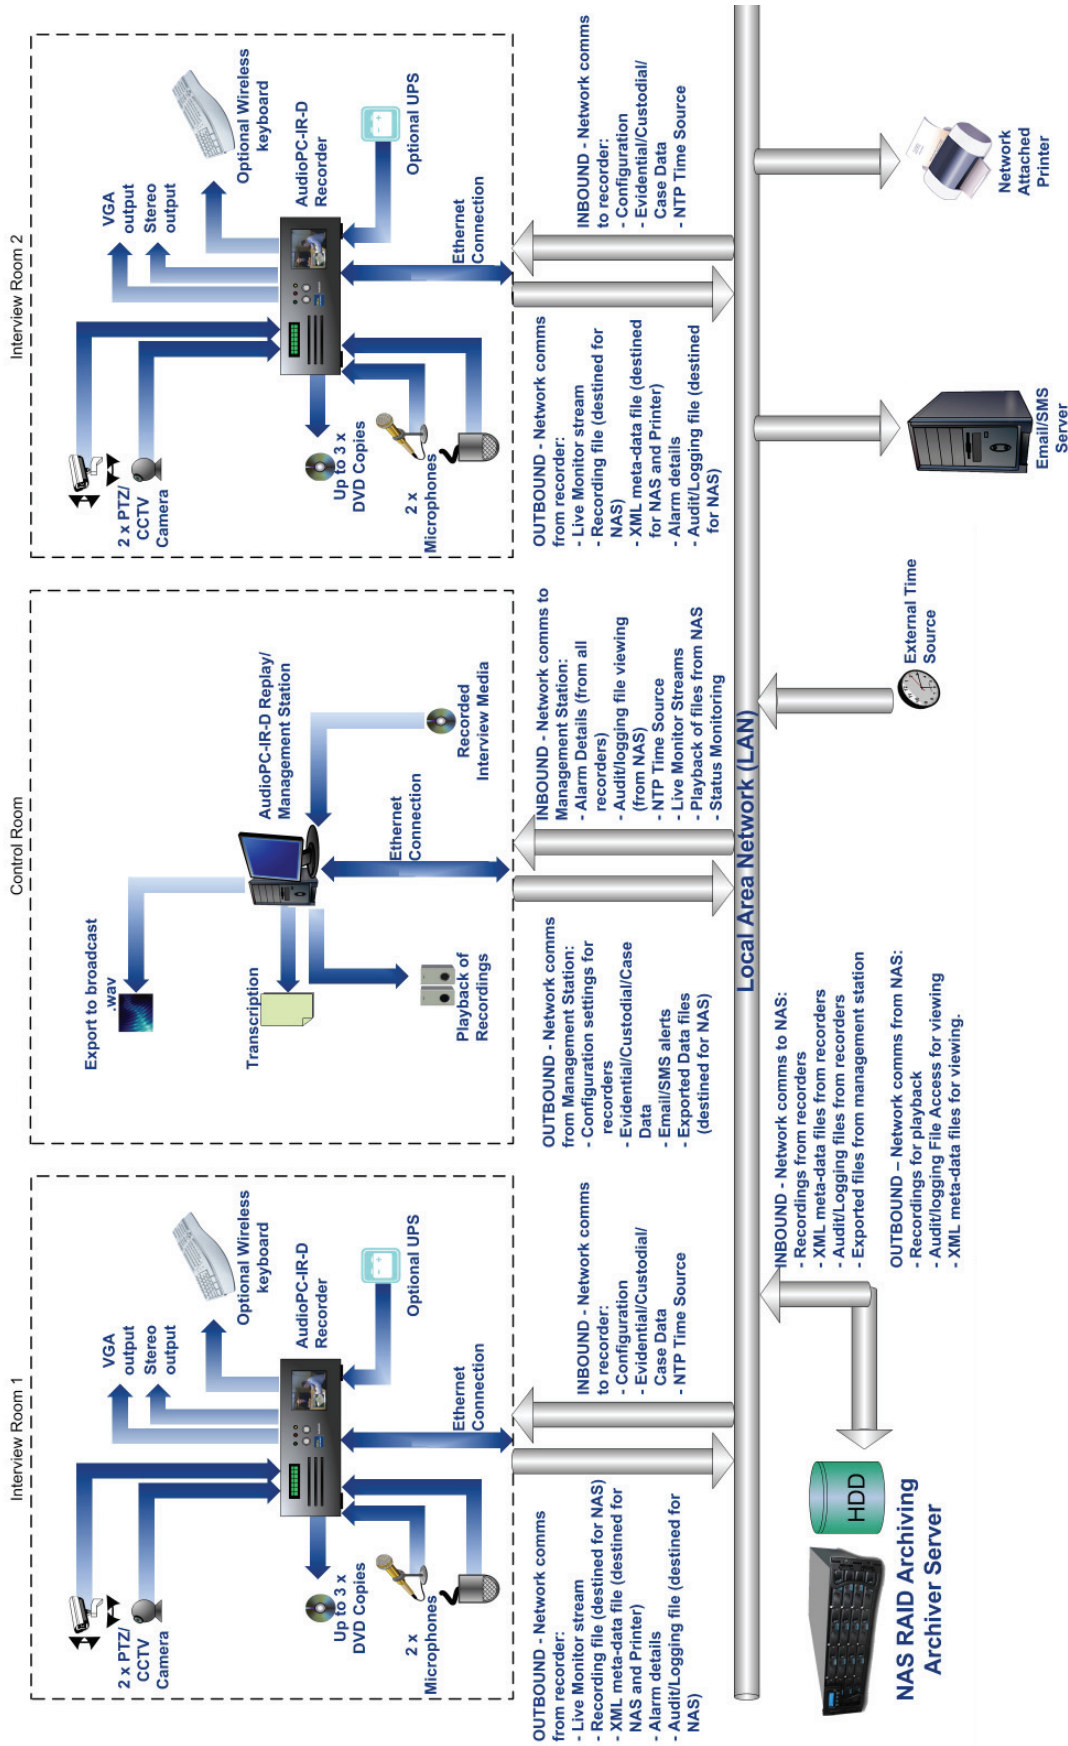 Interview Room 1
2 x PTZ/
CCTV
Camera
VGA
output
Stereo
output
Optional Wireless
keyboard
AudioPC-IR-D
Recorder
Up to 3 x
DVD Copies
2 x
Microphones
Optional UPS
Ethernet
Connection
OUTBOUND - Network comms
from recorder:
- Live Monitor stream
- Recording file (destined for NAS)
- XML meta-data file (destined for
NAS and Printer)
- Alarm details
- Audit/Logging file (destined for
NAS)
INBOUND - Network comms
to recorder:
- Configuration
- Evidential/Custodial/
Case Data
- NTP Time Source
Control Room
Export to broadcast
.wav
AudioPC-IR-D Replay/
Management Station
Transcription
Playback of
Recordings
Recorded
Interview Media
Ethernet
Connection
OUTBOUND - Network comms
from Management Station:
- Configuration settings for
recorders
- Evidential/Custodial/Case
Data
- Email/SMS alerts
- Exported Data files
(destined for NAS)
INBOUND - Network comms to
Management Station:
- Alarm Details (from all
recorders)
- Audit/logging file viewing
(from NAS)
- NTP Time Source
- Live Monitor Streams
- Playback of files from NAS
- Status Monitoring
Interview Room 2
2 x PTZ/
CCTV
Camera
VGA
output
Stereo
output
Optional Wireless
keyboard
AudioPC-IR-D
Recorder
Up to 3 x
DVD Copies
2 x
Microphones
Optional UPS
Ethernet
Connection
OUTBOUND - Network comms
from recorder:
- Live Monitor stream
- Recording file (destined for
NAS)
- XML meta-data file (destined
for NAS and Printer)
- Alarm details
- Audit/Logging file (destined
for NAS)
INBOUND - Network comms
to recorder:
- Configuration
- Evidential/Custodial/
Case Data
- NTP Time Source
Local Area Network (LAN)
INBOUND - Network comms to NAS:
- Recordings from recorders
- XML meta-data files from recorders
- Audit/Logging files from recorders
- Exported files from management station
OUTBOUND – Network comms from NAS:
- Recordings for playback
- Audit/logging File Access for viewing
- XML meta-data files for viewing.
HDD
NAS RAID Archiving
Archiver Server
External Time
Source
Email/SMS
Server
Network
Attached
Printer